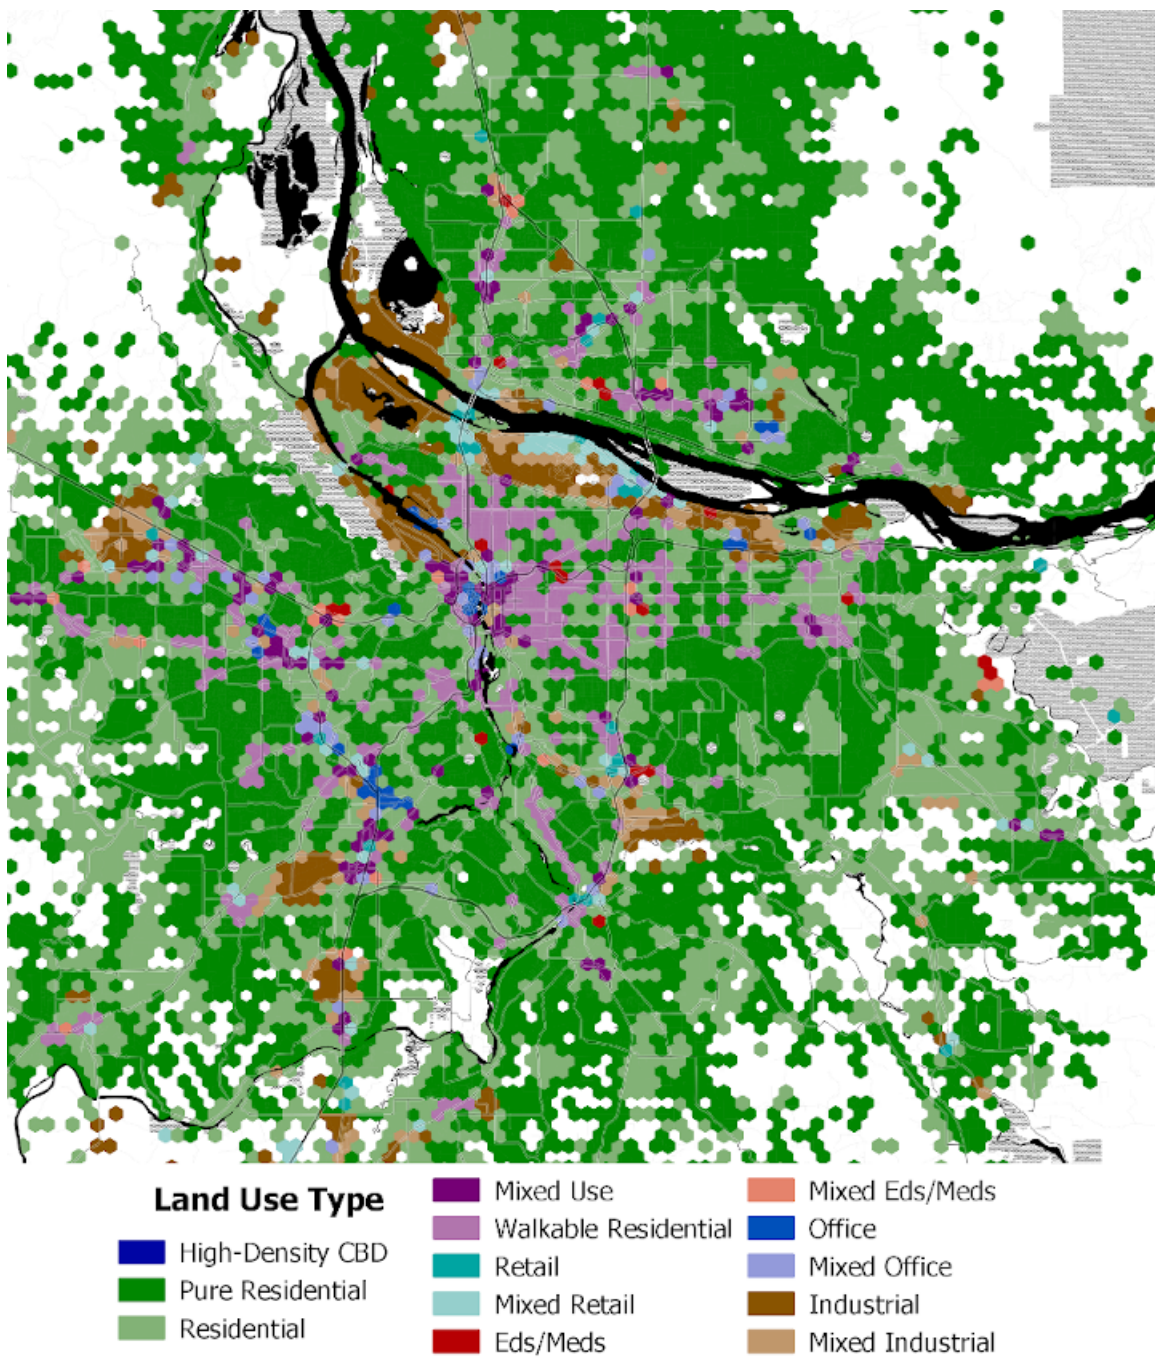 Land Use Type
High-Density CBD
Pure Residential
Residential
Mixed Use
Walkable Residential
Retail
Mixed Retail
Eds/Meds
Mixed Eds/Meds
Office
Mixed Office
Industrial
Mixed Industrial